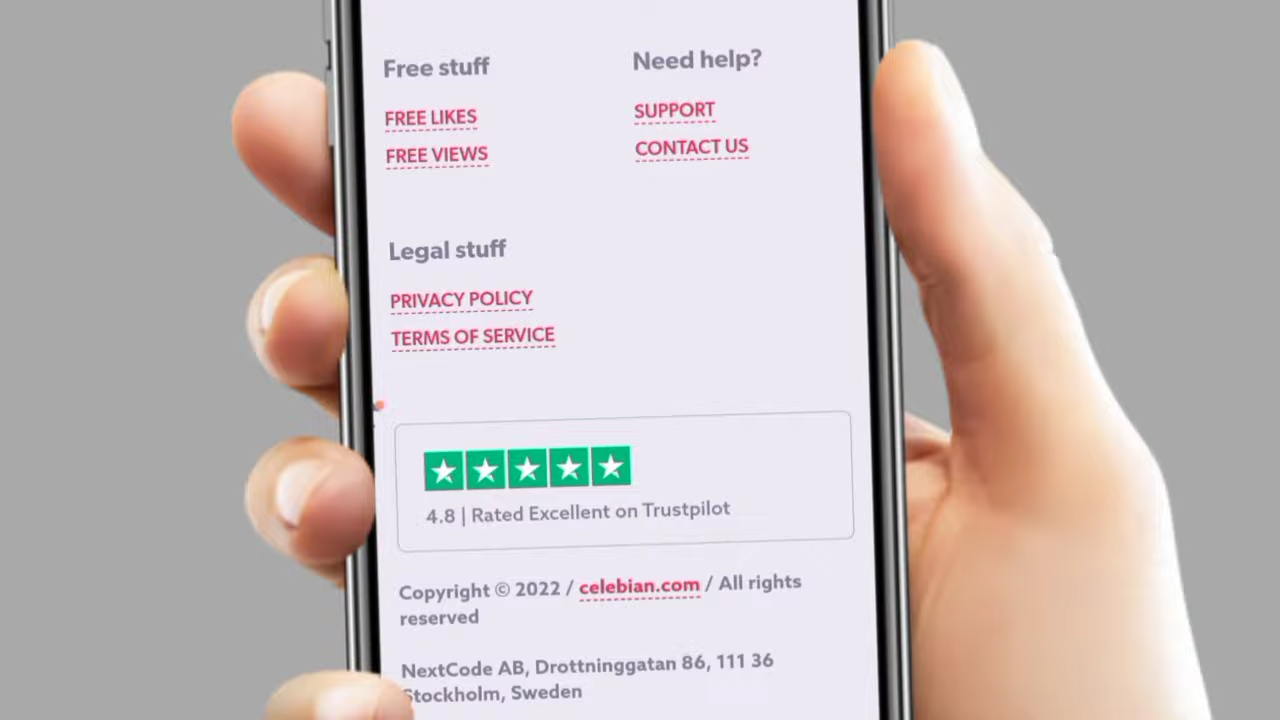 Free stuff
FREE LIKES
FREE VIEWS
Need help?
SUPPORT
CONTACT US
Legal stuff
PRIVACY POLICY
TERMS OF SERVICE
4.8 | Rated Excellent on Trustpilot
Copyright © 2022 / celebian.com / All rights
reserved
NextCode AB, Drottninggatan 86, 111 36
Stockholm, Sweden